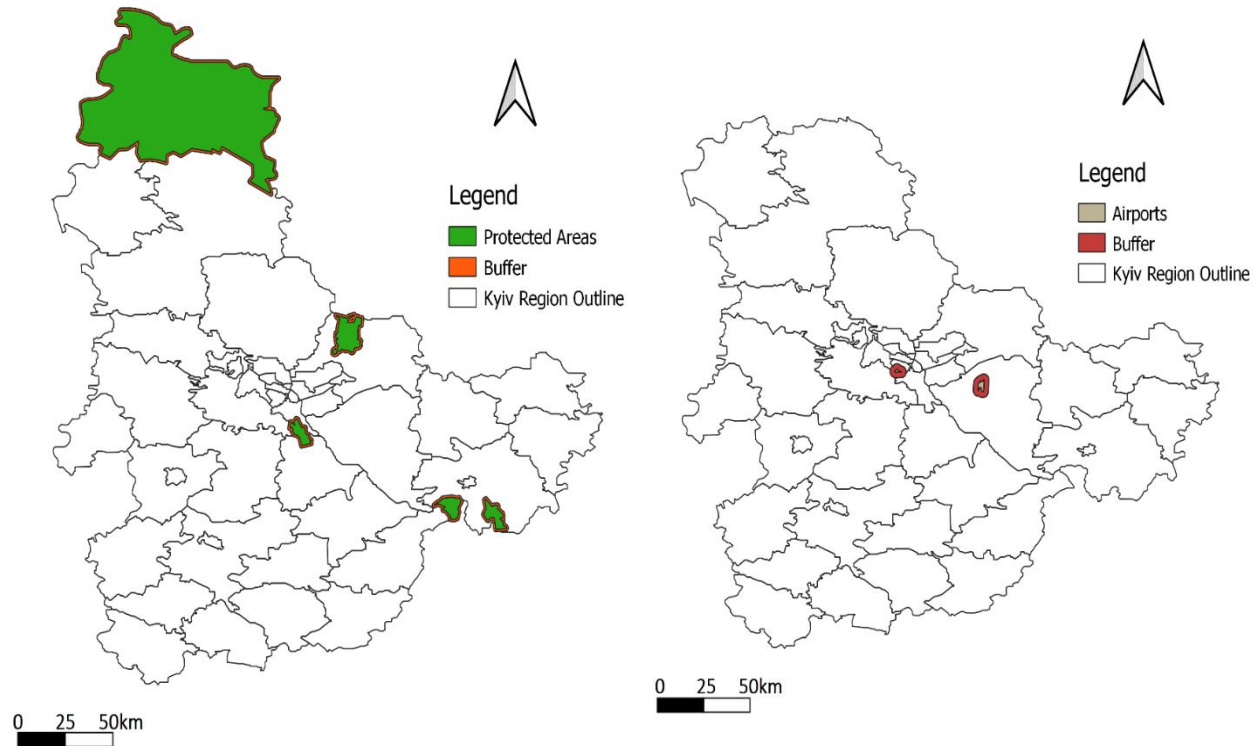 Legend
Protected Areas
Buffer
Kyiv Region Outline
0 25 50km
Legend
Airports
Buffer
Kyiv Region Outline
0 25 50km